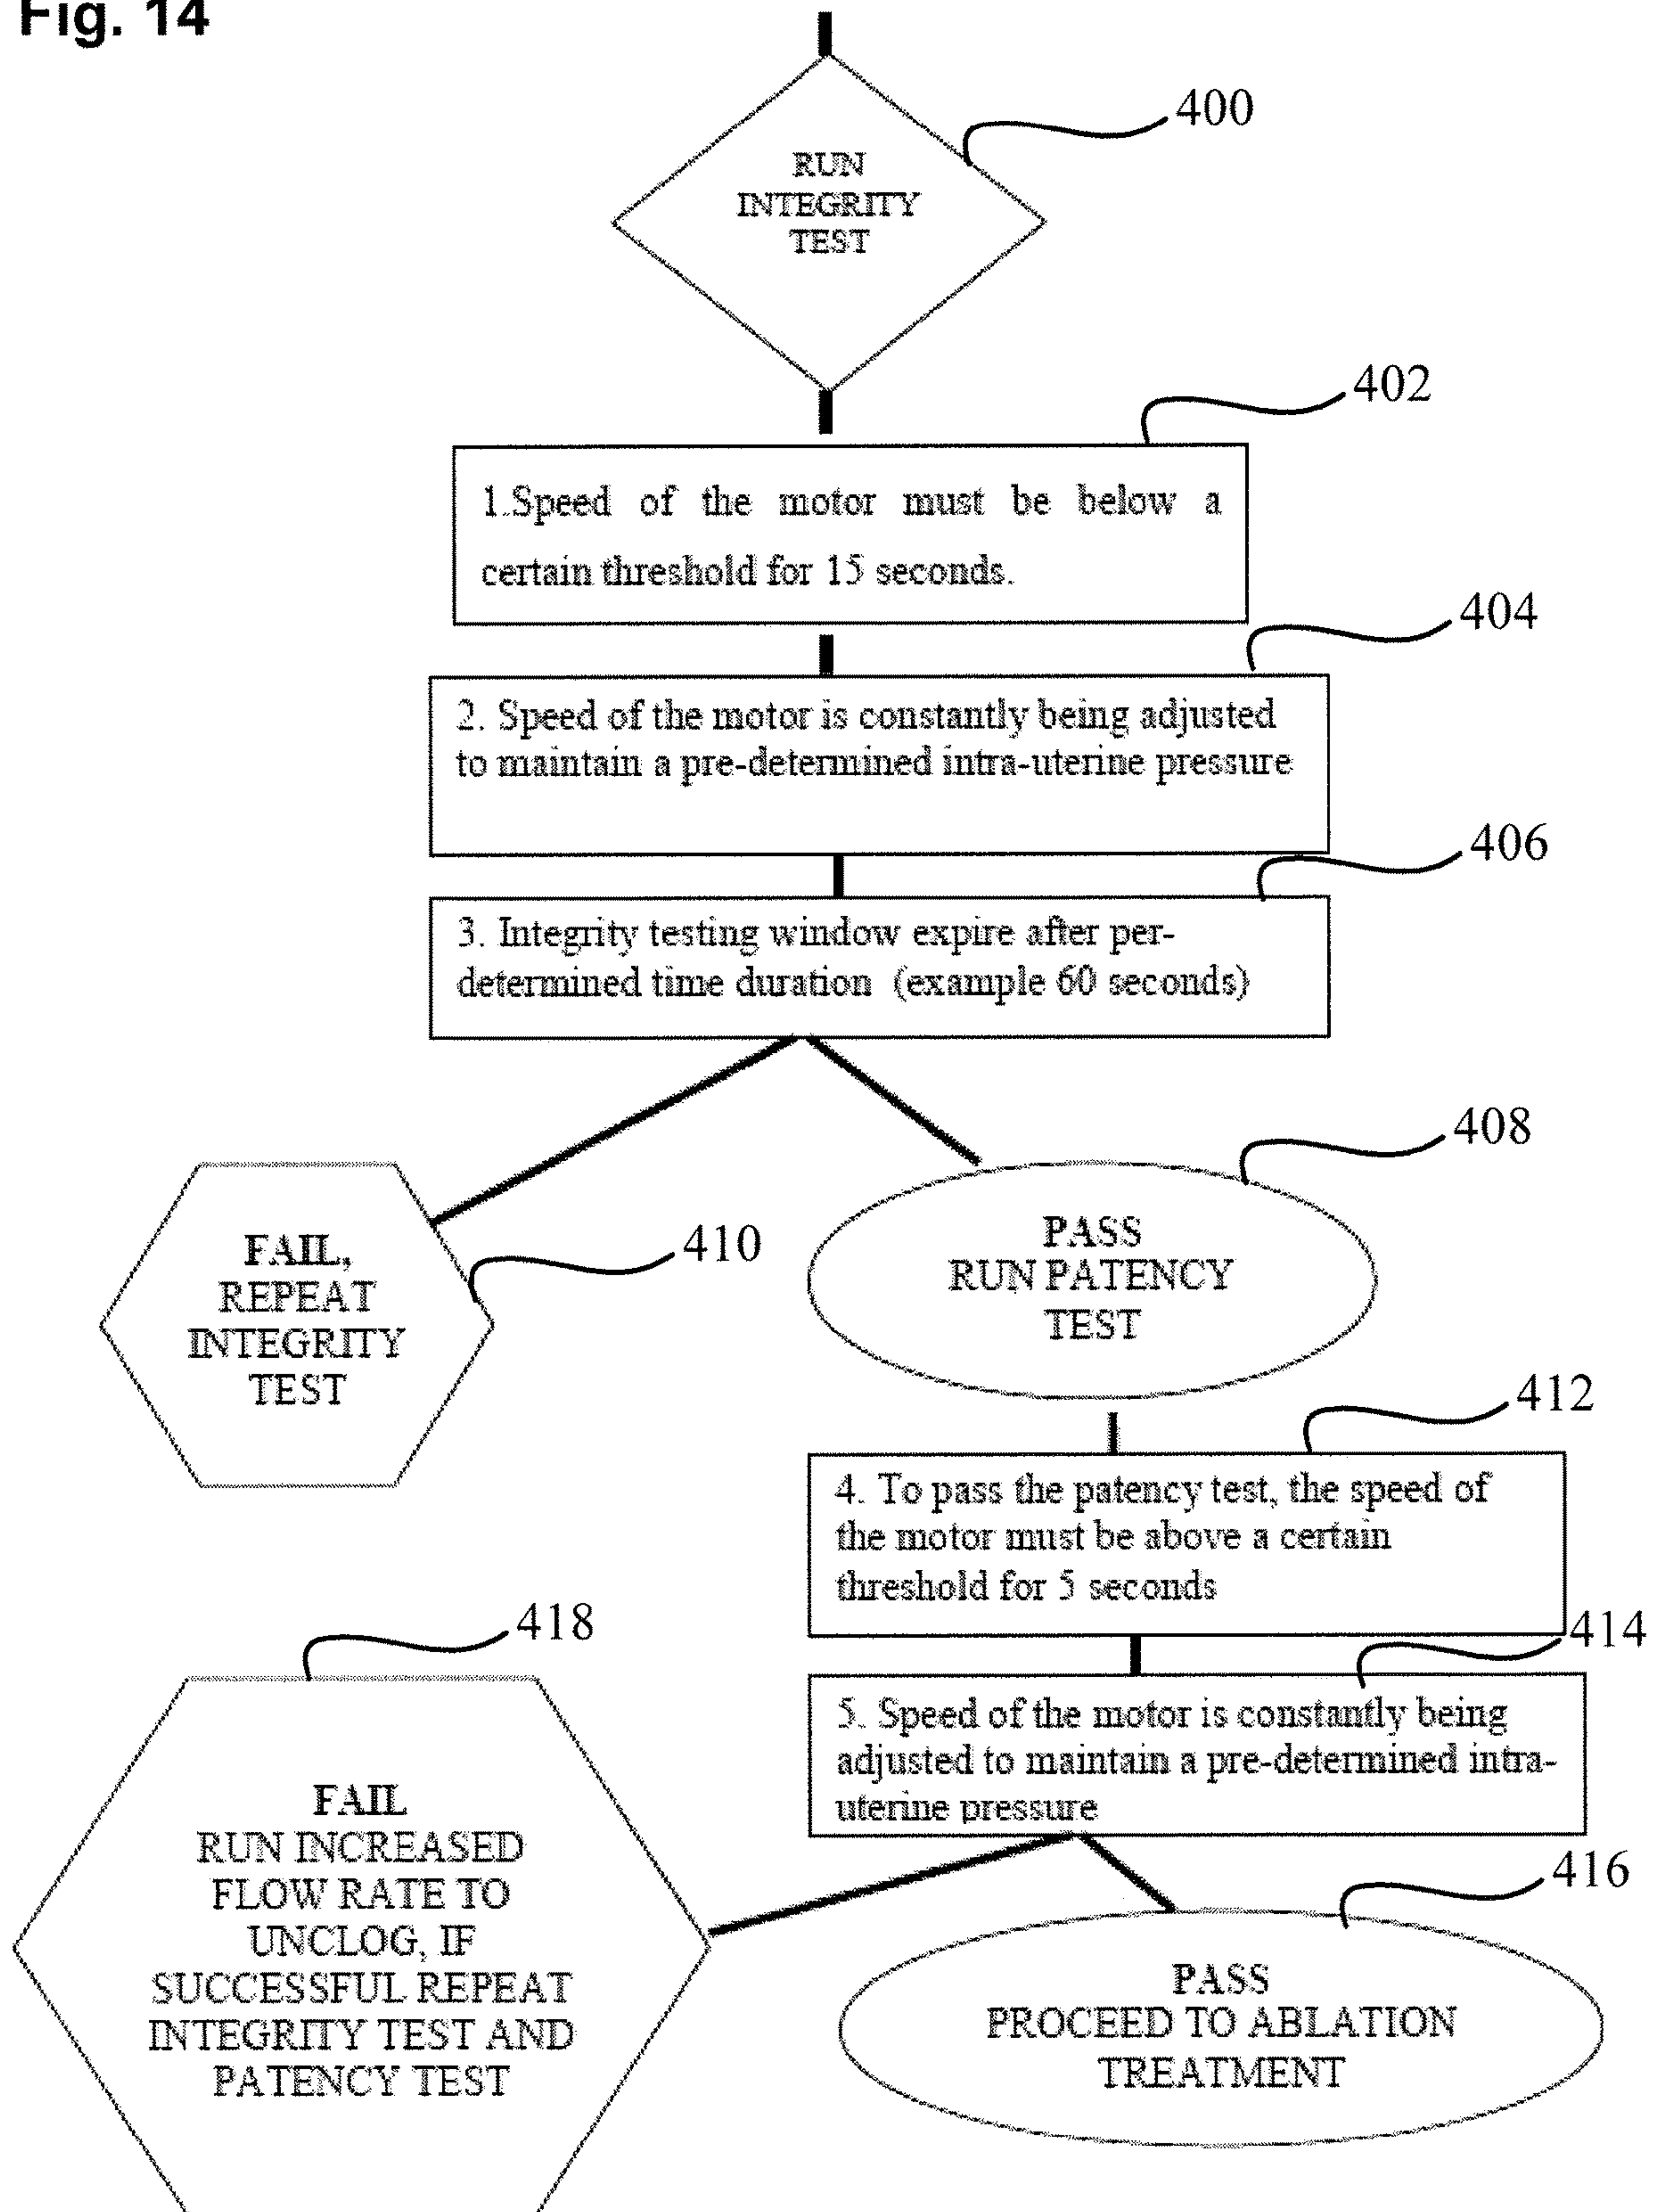 Fig. 14
400
RUN
INTEGRITY
TEST
402
1.Speed of the motor must be below a
certain threshold for 15 seconds.
404
2. Speed of the motor is constantly being adjusted
to maintain a pre-determined intra-uterine pressure
406
3. Integrity testing window expire after per-
determined time duration (example 60 seconds)
408
PASS
RUN PATENCY
TEST
410
FAIL,
REPEAT
INTEGRITY
TEST
412
4. To pass the patency test, the speed of
the motor must be above a certain
threshold for 5 seconds
414
5. Speed of the motor is constantly being
adjusted to maintain a pre-determined intra-
uterine pressure
418
FAIL
RUN INCREASED
FLOW RATE TO
UNCLOG, IF
SUCCESSFUL REPEAT
INTEGRITY TEST AND
PATENCY TEST
416
PASS
PROCEED TO ABLATION
TREATMENT